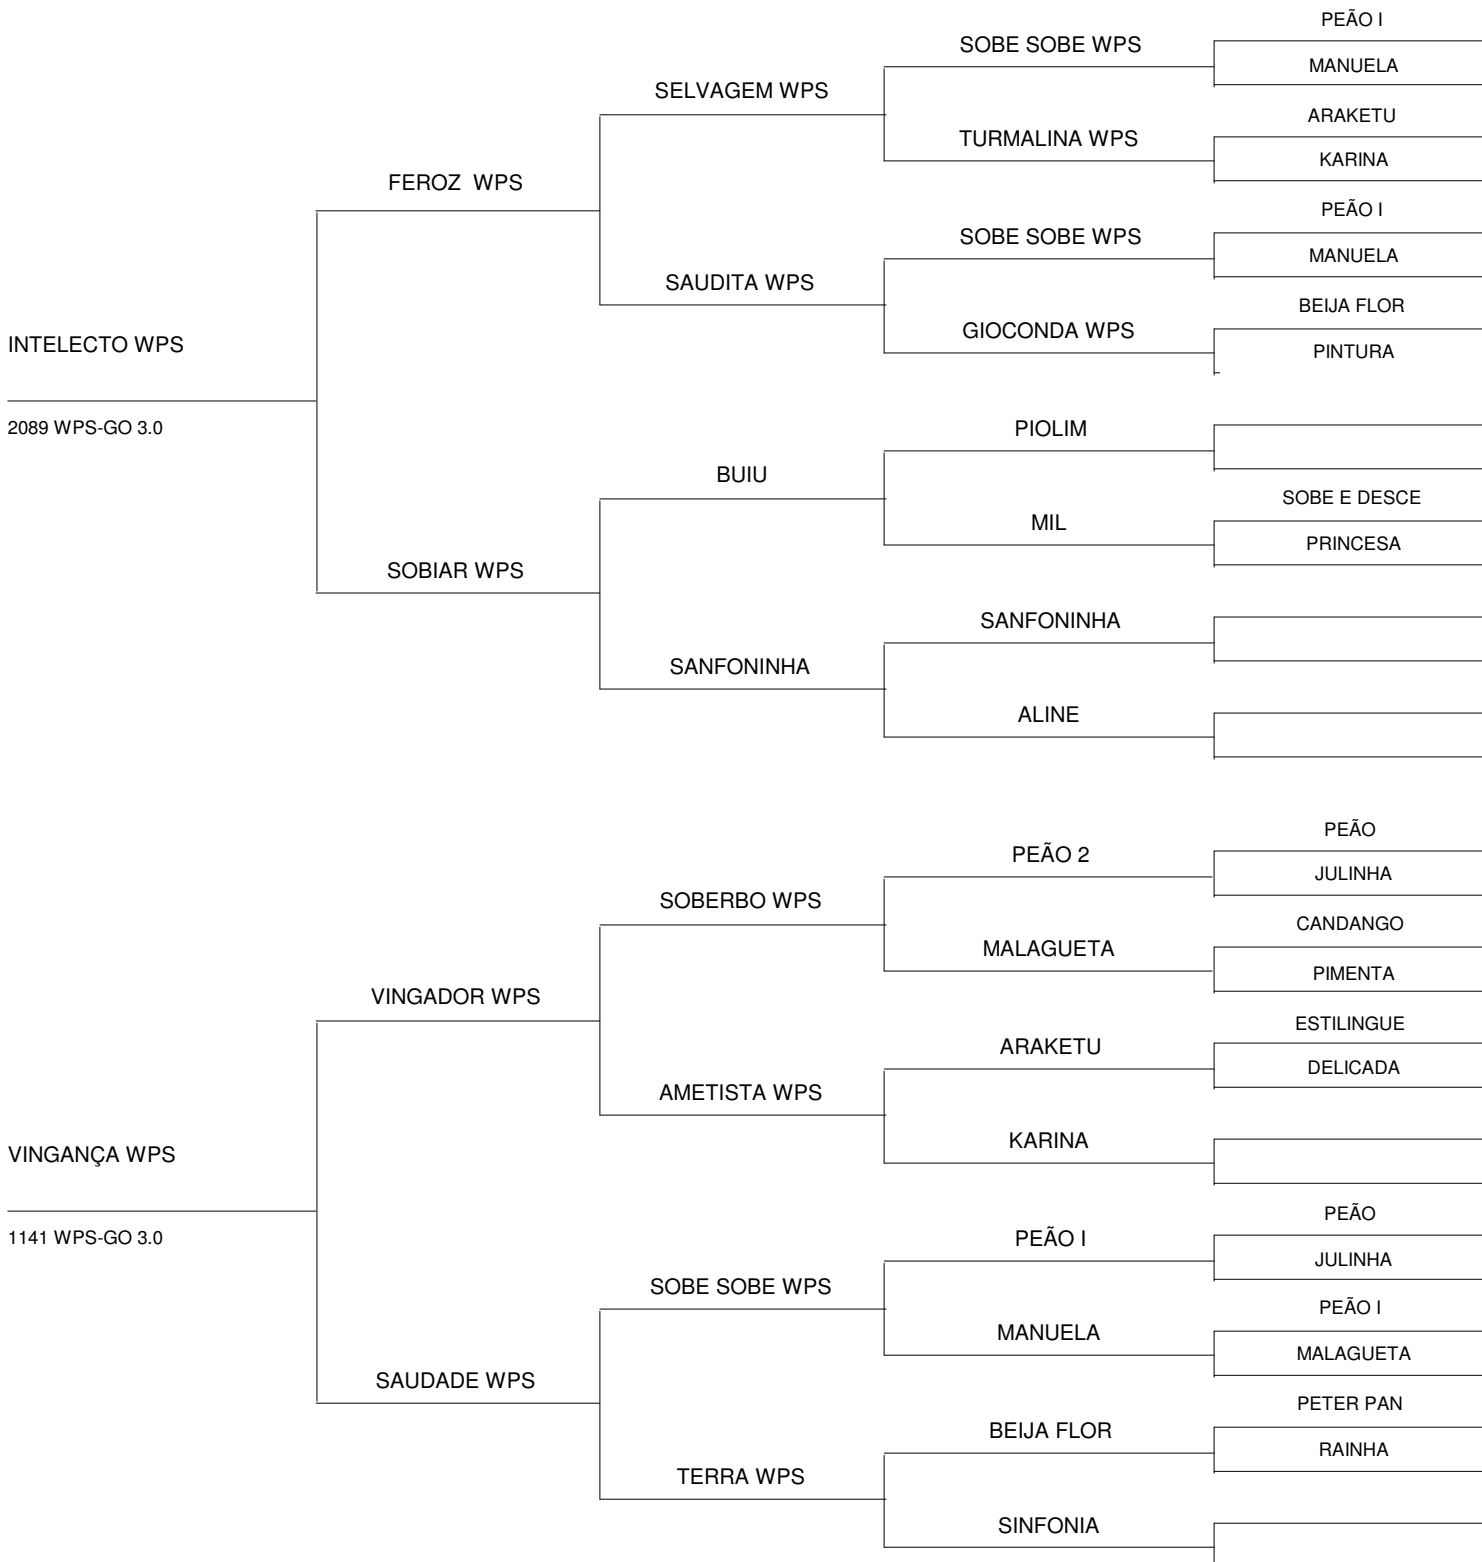 PEÃO I
SOBE SOBE WPS
MANUELA
SELVAGEM WPS
ARAKETU
TURMALINA WPS
KARINA
FEROZ  WPS
PEÃO I
SOBE SOBE WPS
MANUELA
SAUDITA WPS
BEIJA FLOR
GIOCONDA WPS
INTELECTO WPS
PINTURA
2089 WPS-GO 3.0
PIOLIM
BUIU
SOBE E DESCE
MIL
PRINCESA
SOBIAR WPS
SANFONINHA
SANFONINHA
ALINE
PEÃO
PEÃO 2
JULINHA
SOBERBO WPS
CANDANGO
MALAGUETA
PIMENTA
VINGADOR WPS
ESTILINGUE
ARAKETU
DELICADA
AMETISTA WPS
KARINA
VINGANÇA WPS
PEÃO
1141 WPS-GO 3.0
PEÃO I
JULINHA
SOBE SOBE WPS
PEÃO I
MANUELA
MALAGUETA
SAUDADE WPS
PETER PAN
BEIJA FLOR
RAINHA
TERRA WPS
SINFONIA